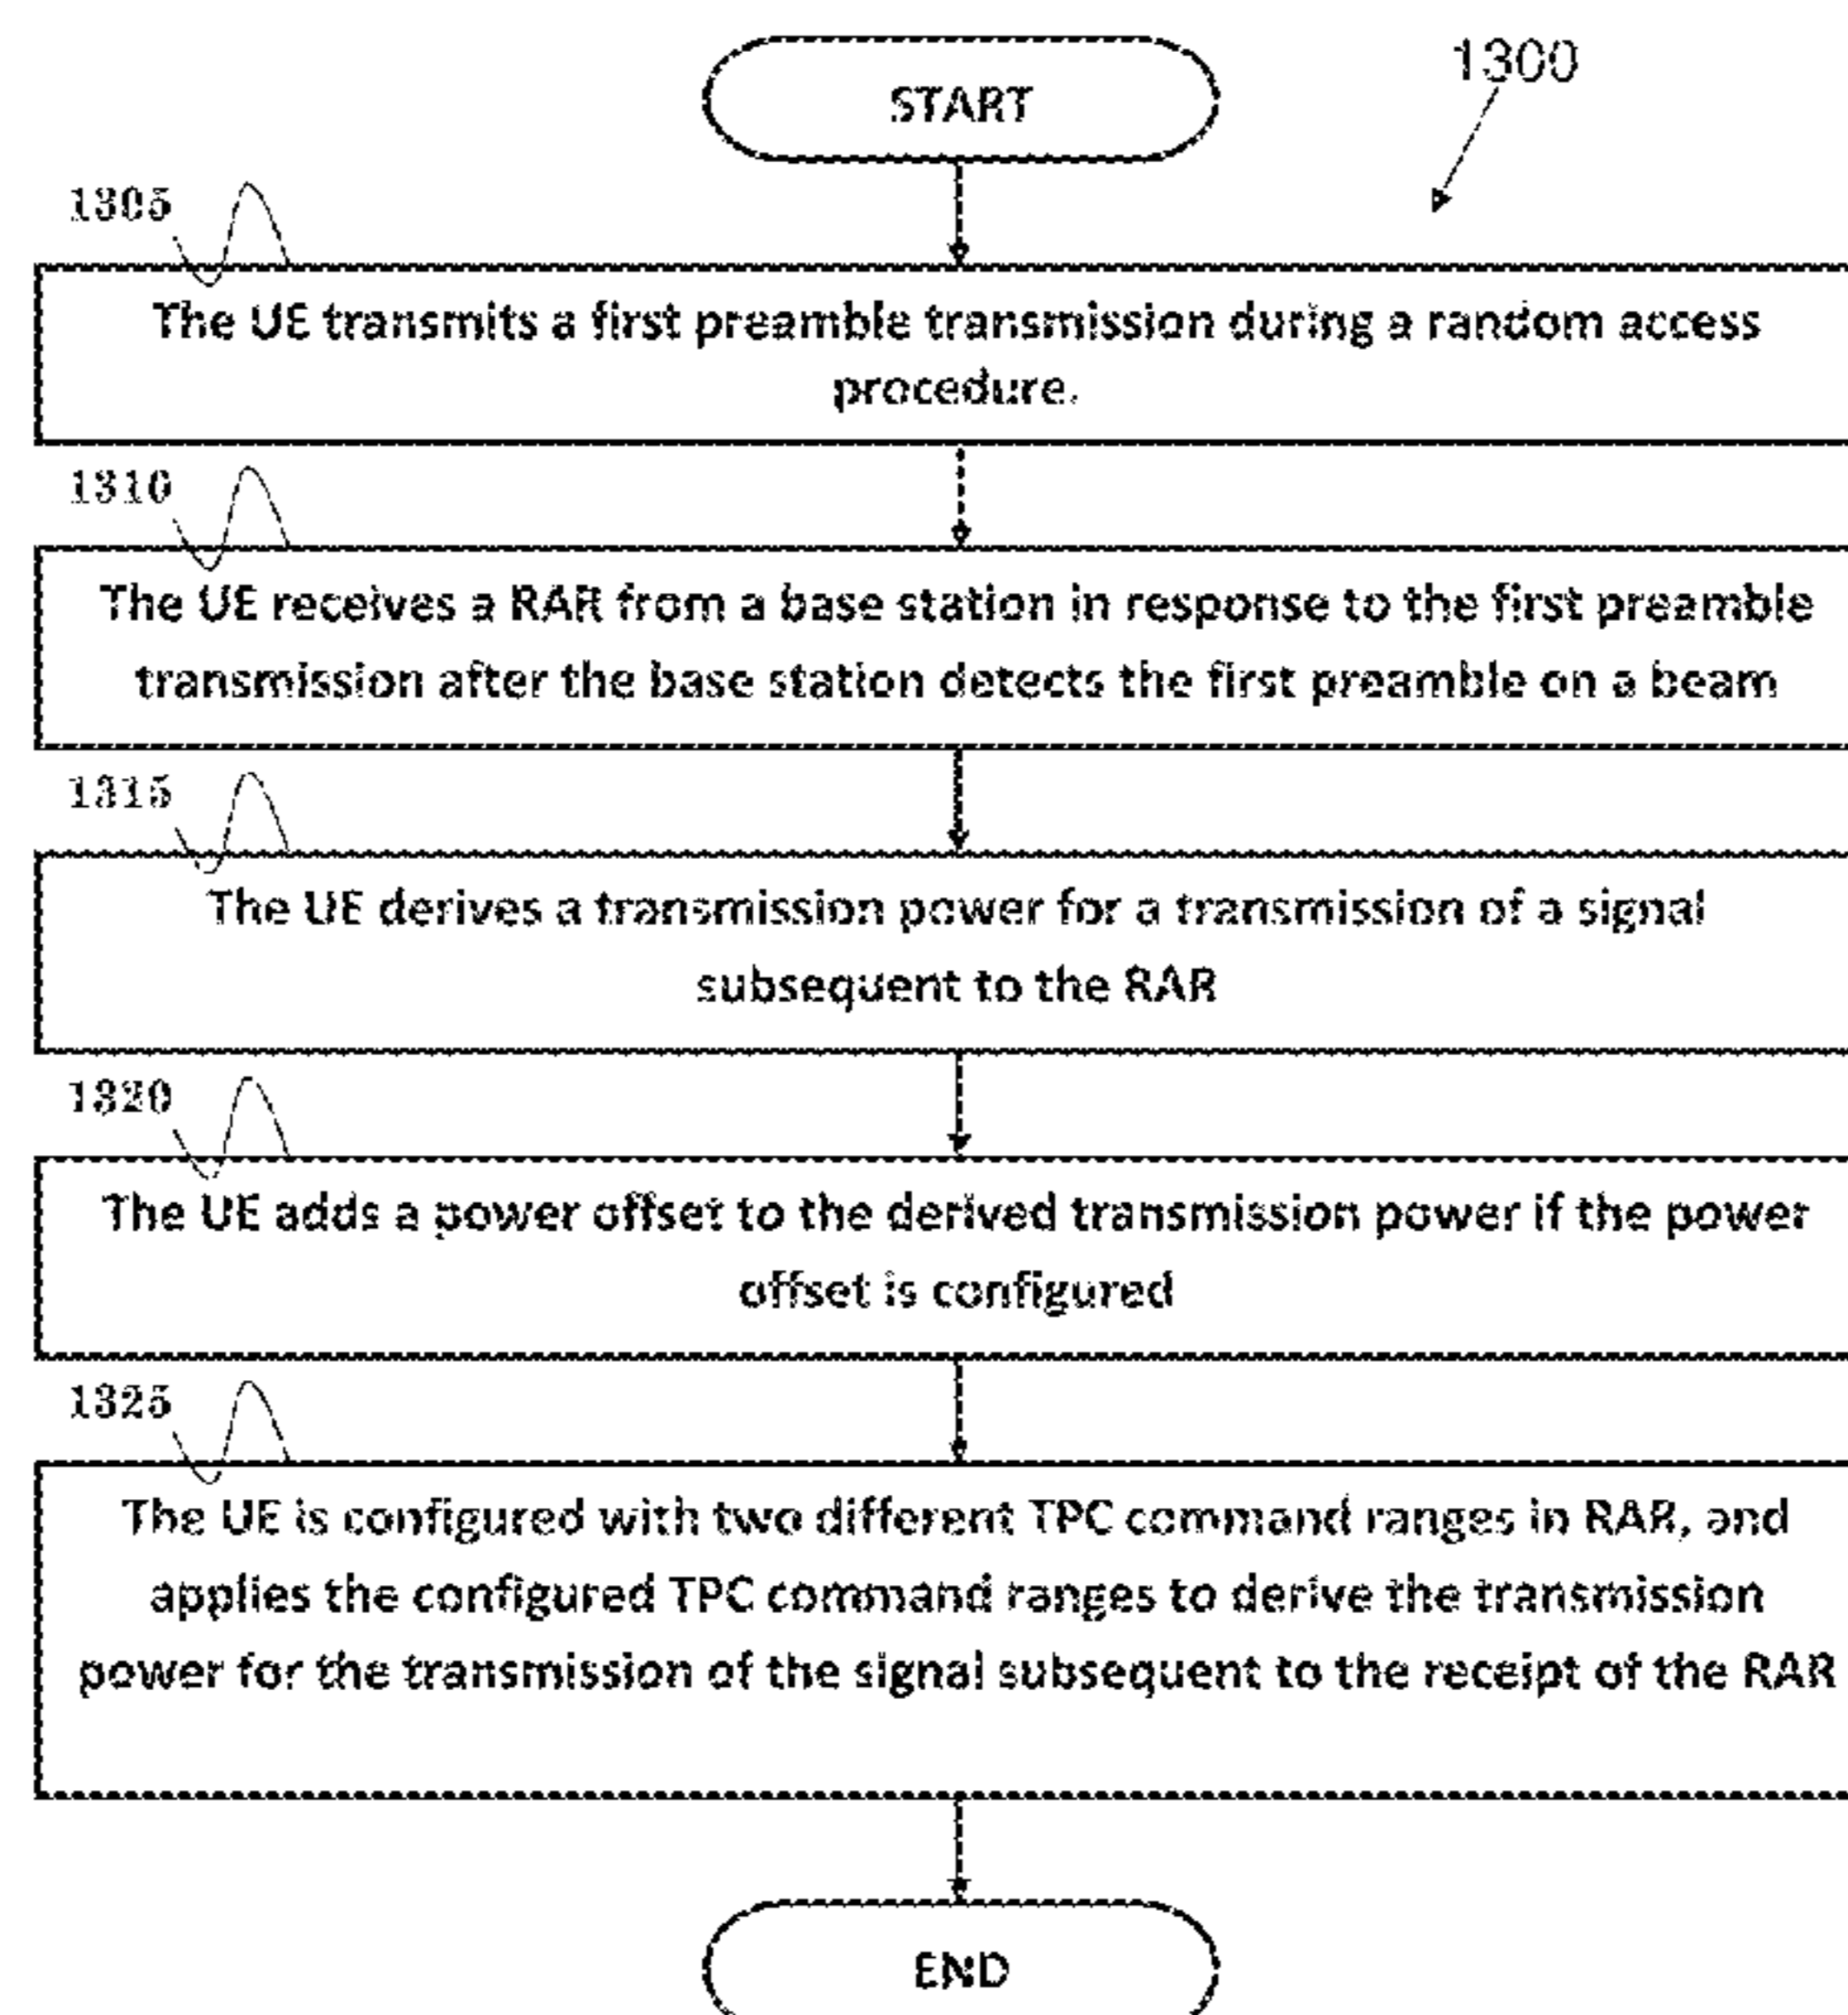 1300
START
1305
The UE transmits a first preamble transmission during a random access
procedure.
1310
The UE receives a RAR from a base station in response to the first preamble
transmission after the base station detects the first preamble on a beam
1315
The UE derives a transmission power for a transmission of a signal
subsequent to the RAR
1320
The UE adds a power offset to the derived transmission power if the power
offset is configured
1325
The UE is configured with two different TPC command ranges in RAR, and
applies the configured TPC command ranges to derive the transmission
power for the transmission of the signal subsequent to the receipt of the RAR
END